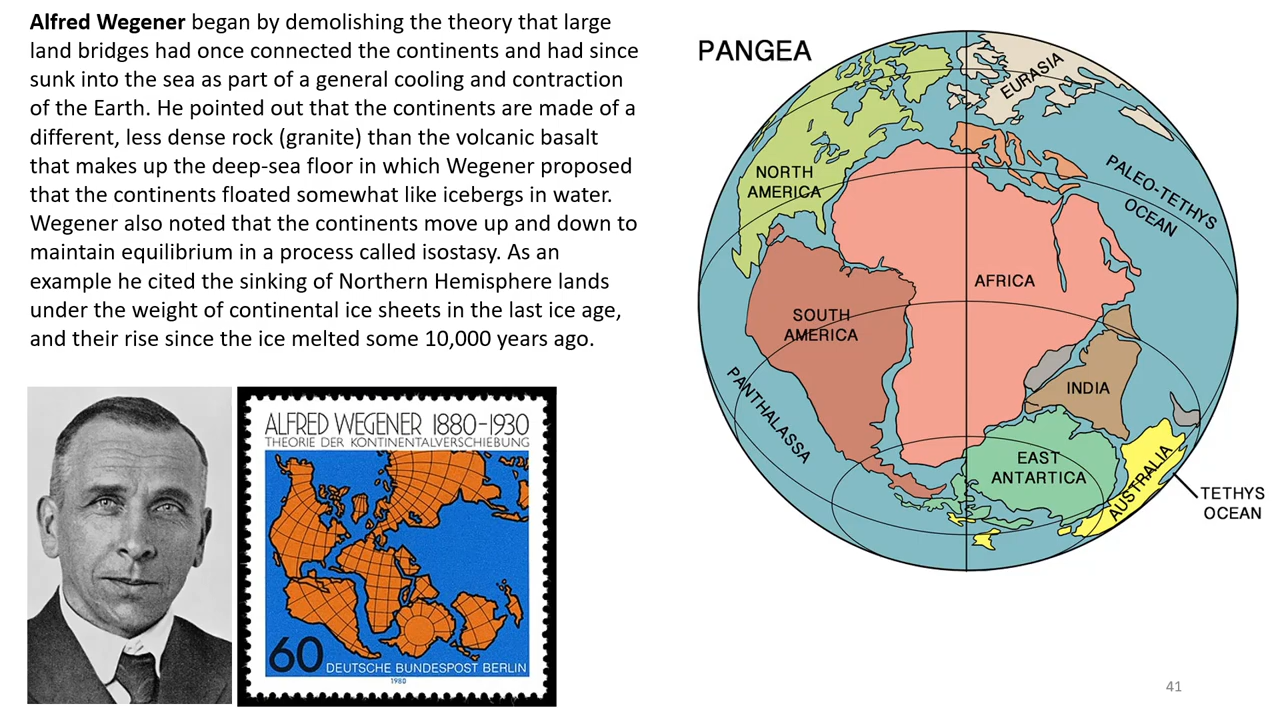 Alfred Wegener began by demolishing the theory that large
land bridges had once connected the continents and had since
sunk into the sea as part of a general cooling and contraction
of the Earth. He pointed out that the continents are made of a
different, less dense rock (granite) than the volcanic basalt
that makes up the deep-sea floor in which Wegener proposed
that the continents floated somewhat like icebergs in water.
Wegener also noted that the continents move up and down to
maintain equilibrium in a process called isostasy. As an
example he cited the sinking of Northern Hemisphere lands
under the weight of continental ice sheets in the last ice age,
and their rise since the ice melted some 10,000 years ago.
ALFRED WEGENER 1880-1930
THEORIE DER KONTINENTALVERSCHIEBUNG
60 DEUTSCHE BUNDESPOST BERLIN
1980
PANGEA
EURASIA
NORTH
AMERICA
PALEO-TETHYS
OCEAN
AFRICA
SOUTH
AMERICA
INDIA
PANTHALASSA
EAST
ANTARTICA
AUSTRALIA
TETHYS
OCEAN
41